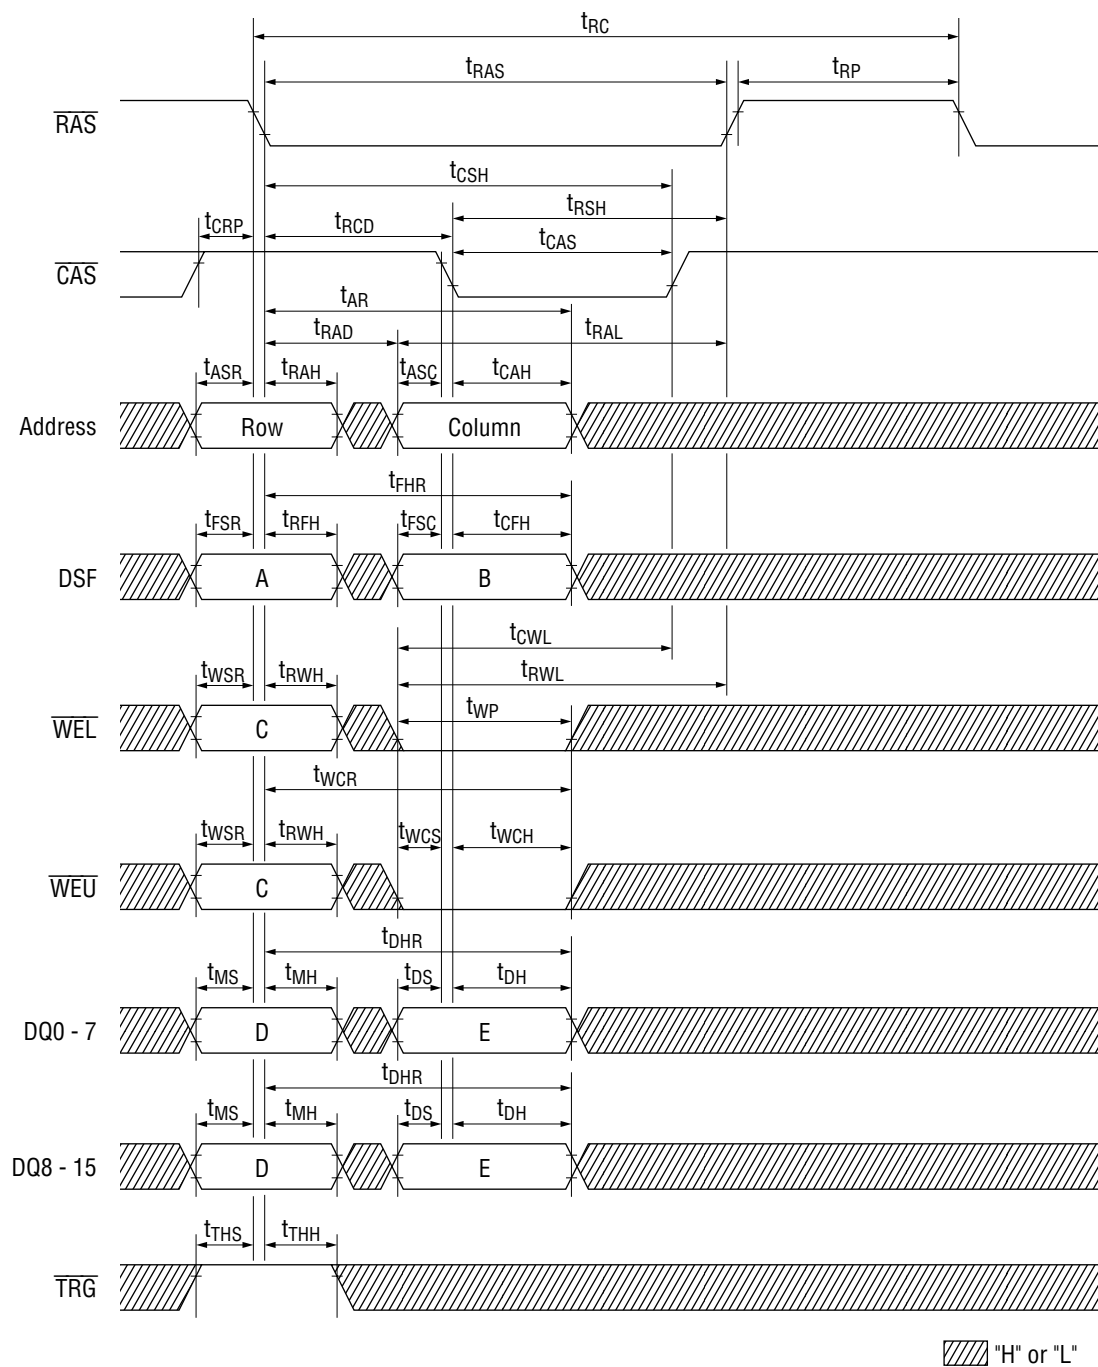 tRC
tRAS tRP
RAS
tCSH
tRSH
tCRP tRCD
tCAS
CAS
tAR
tRAD tRAL
tASR tRAH tASC tCAH
Address Row Column
tFHR
tFSR tRFH tFSC tCFH
DSF A B
tCWL
tWSR tRWH tRWL
tWP
WEL C
tWCR
tWSR tRWH tWCS tWCH
WEU C
tDHR
tMS tMH tDS tDH
DQ0 - 7 D E
tDHR
tMS tMH tDS tDH
DQ8 - 15 D E
tTHS tTHH
TRG
"H" or "L"